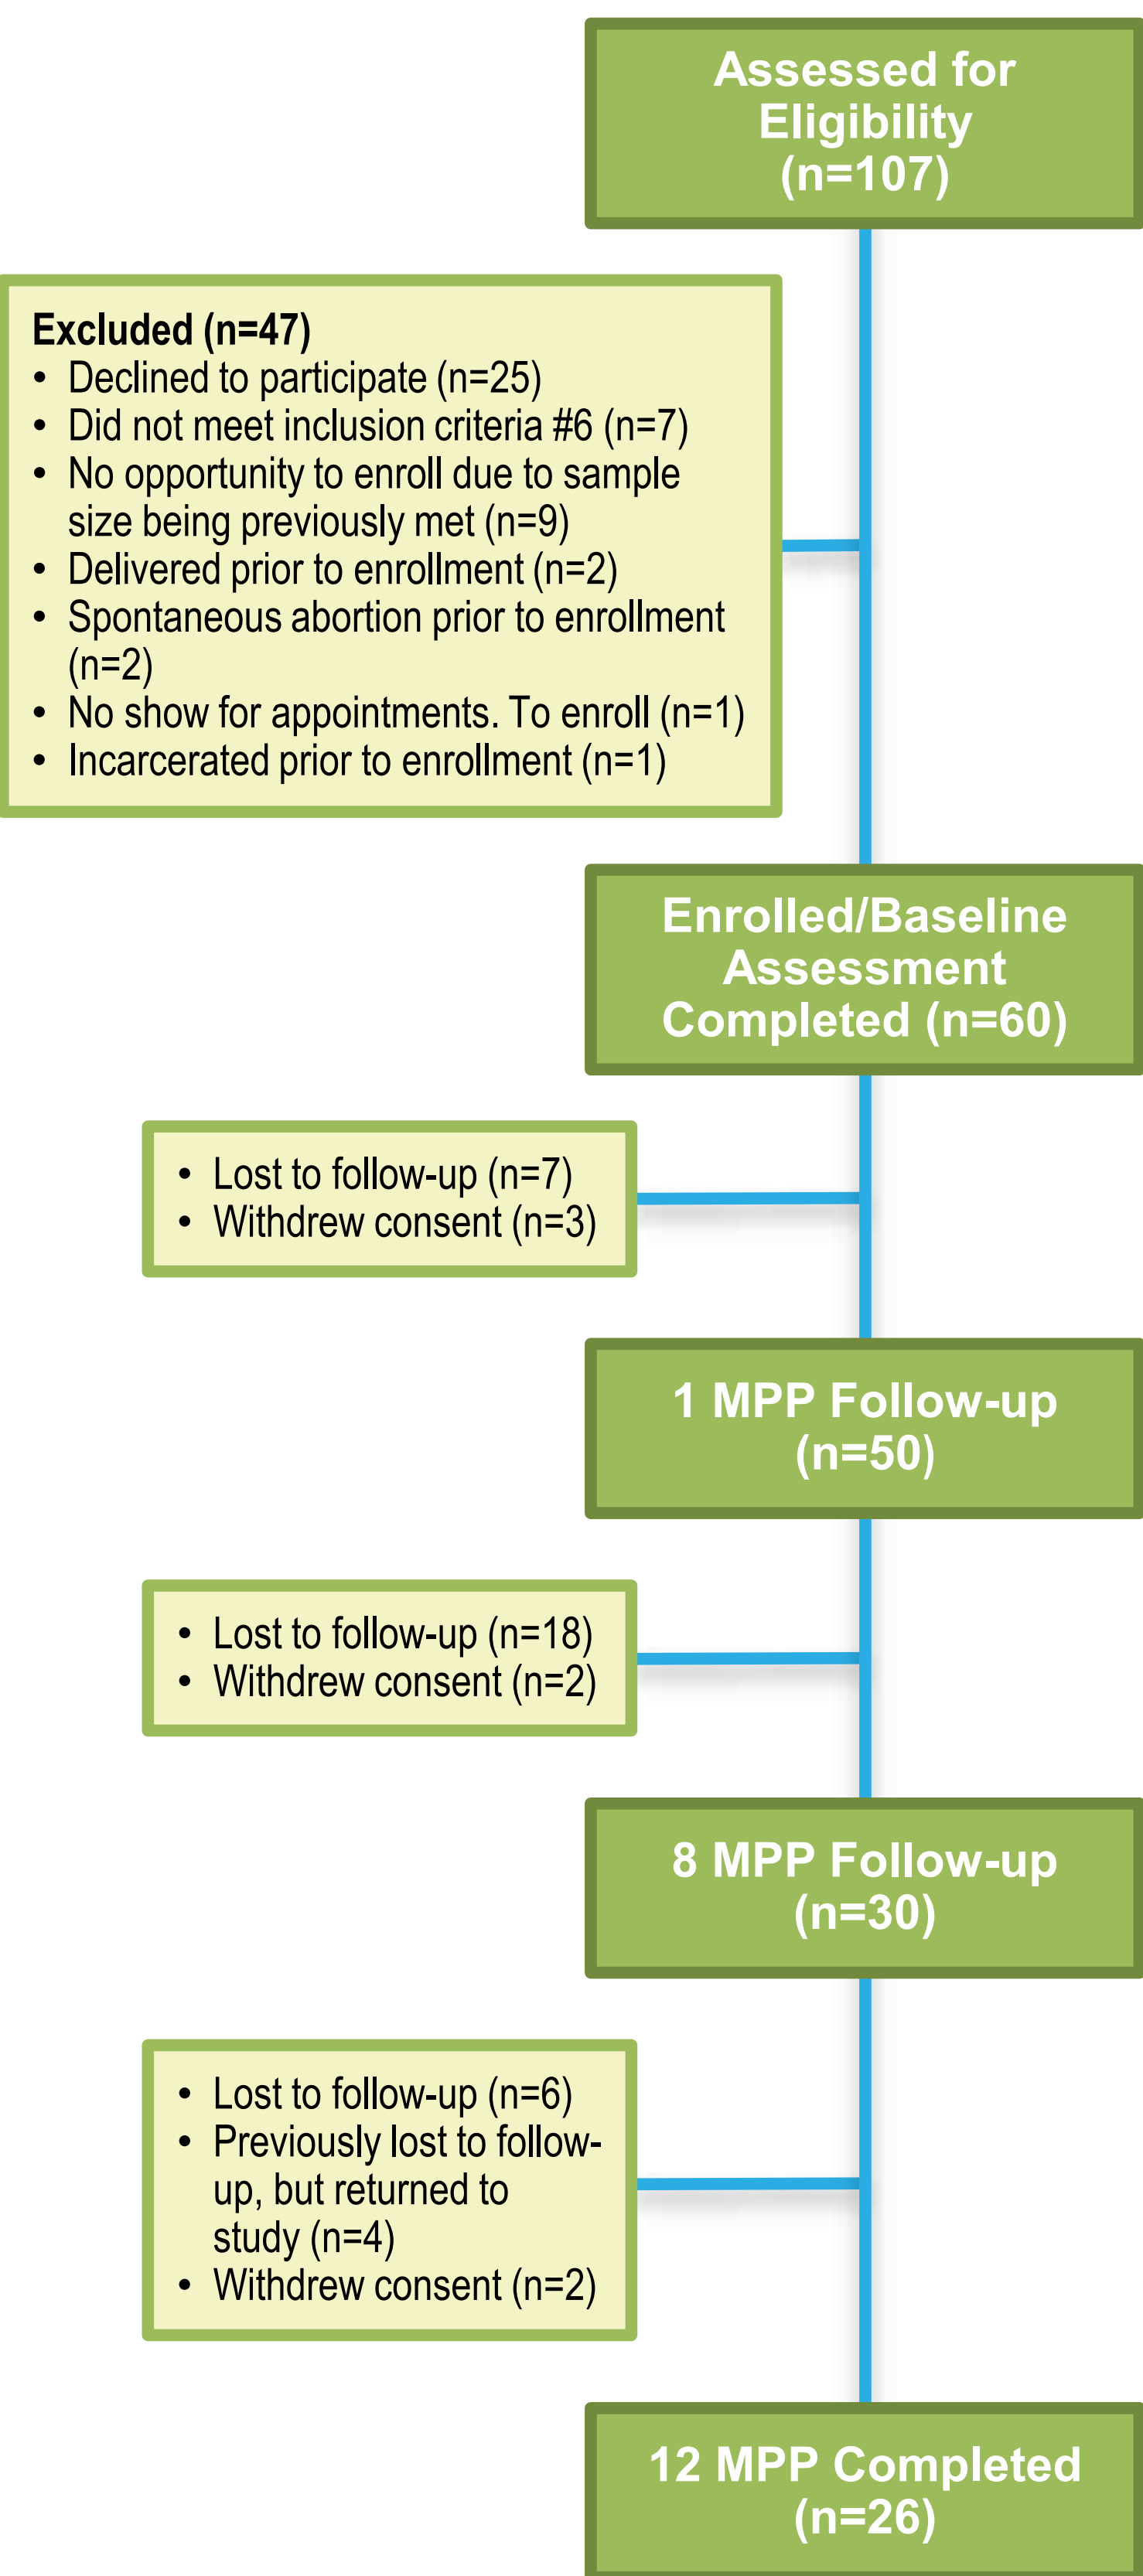 Assessed for
Eligibility
(n=107)
Excluded (n=47)
• Declined to participate (n=25)
• Did not meet inclusion criteria #6 (n=7)
• No opportunity to enroll due to sample
size being previously met (n=9)
• Delivered prior to enrollment (n=2)
• Spontaneous abortion prior to enrollment
(n=2)
• No show for appointments. To enroll (n=1)
• Incarcerated prior to enrollment (n=1)
Enrolled/Baseline
Assessment
Completed (n=60)
• Lost to follow-up (n=7)
• Withdrew consent (n=3)
1 MPP Follow-up
(n=50)
• Lost to follow-up (n=18)
• Withdrew consent (n=2)
8 MPP Follow-up
(n=30)
• Lost to follow-up (n=6)
• Previously lost to follow-
up, but returned to
study (n=4)
• Withdrew consent (n=2)
12 MPP Completed
(n=26)